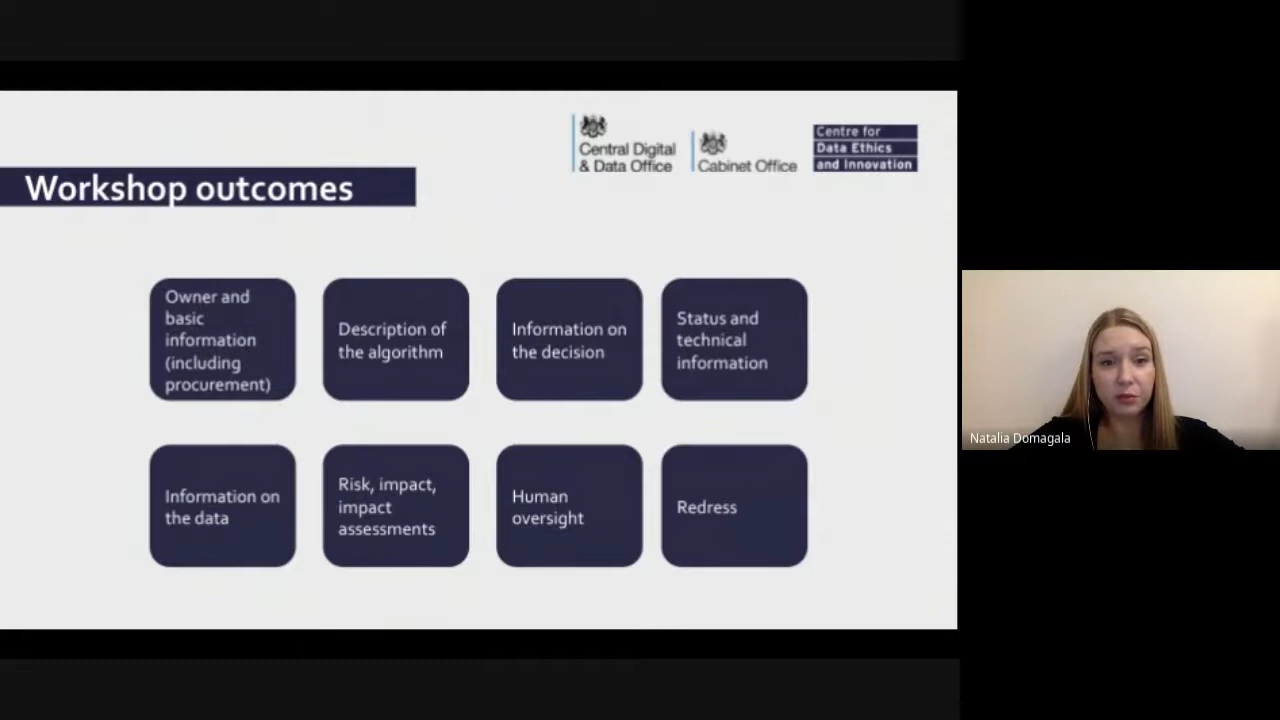 Central Digital
& Data Office
Cabinet Office
Centre for
Data Ethics
and Innovation
Workshop outcomes
Owner and
basic
information
(including
procurement)
Description of
the algorithm
Information on
the decision
Status and
technical
information
Information on
the data
Risk, impact,
impact
assessments
Human
oversight
Redress
Natalia Domagala